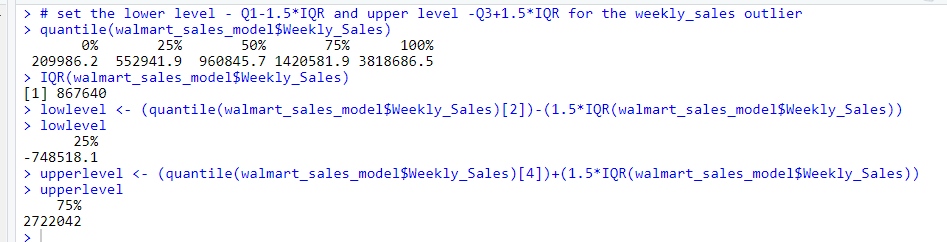 > # set the lower level - Q1-1.5*IQR and upper level -Q3+1.5*IQR for the weekly_sales outlier
> quantile(walmart_sales_model$Weekly_Sales)
0% 25% 50% 75% 100%
209986.2 552941.9 960845.7 1420581.9 3818686.5
> IQR(walmart_sales_model$Weekly_Sales)
[1] 867640
> lowlevel <- (quantile(walmart_sales_model$Weekly_Sales)[2])-(1.5*IQR(walmart_sales_model$Weekly_Sales))
> lowlevel
25%
-748518.1
> upperlevel <- (quantile(walmart_sales_model$Weekly_Sales)[4])+(1.5*IQR(walmart_sales_model$Weekly_Sales))
> upperlevel
75%
2722042
>